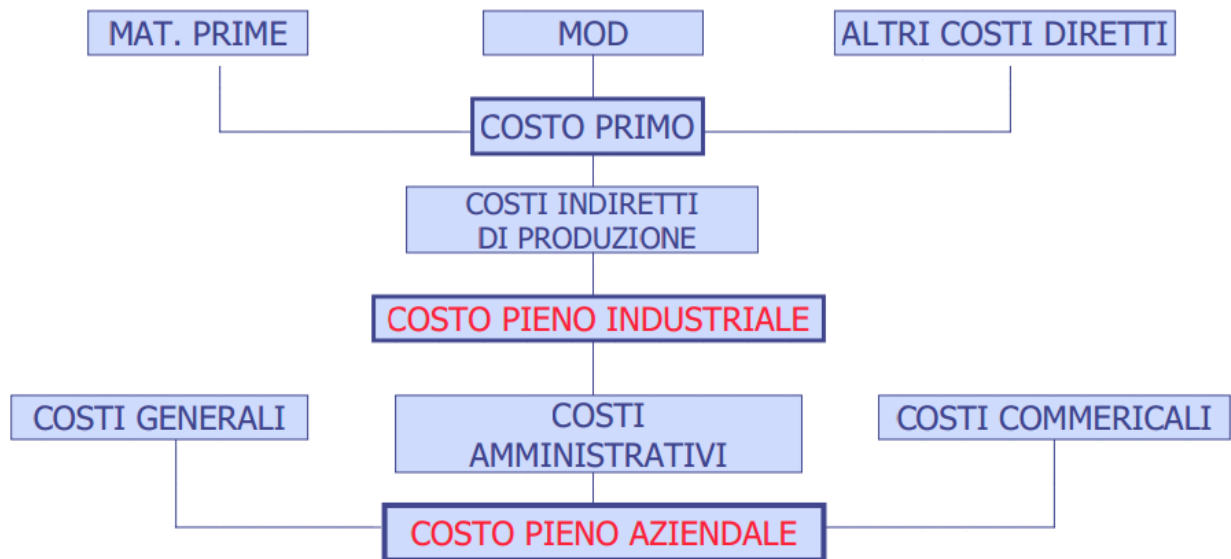 MAT. PRIME
MOD
ALTRI COSTI DIRETTI
COSTO PRIMO
COSTI INDIRETTI
DI PRODUZIONE
COSTO PIENO INDUSTRIALE
COSTI GENERALI
COSTI
AMMINISTRATIVI
COSTI COMMERICALI
COSTO PIENO AZIENDALE